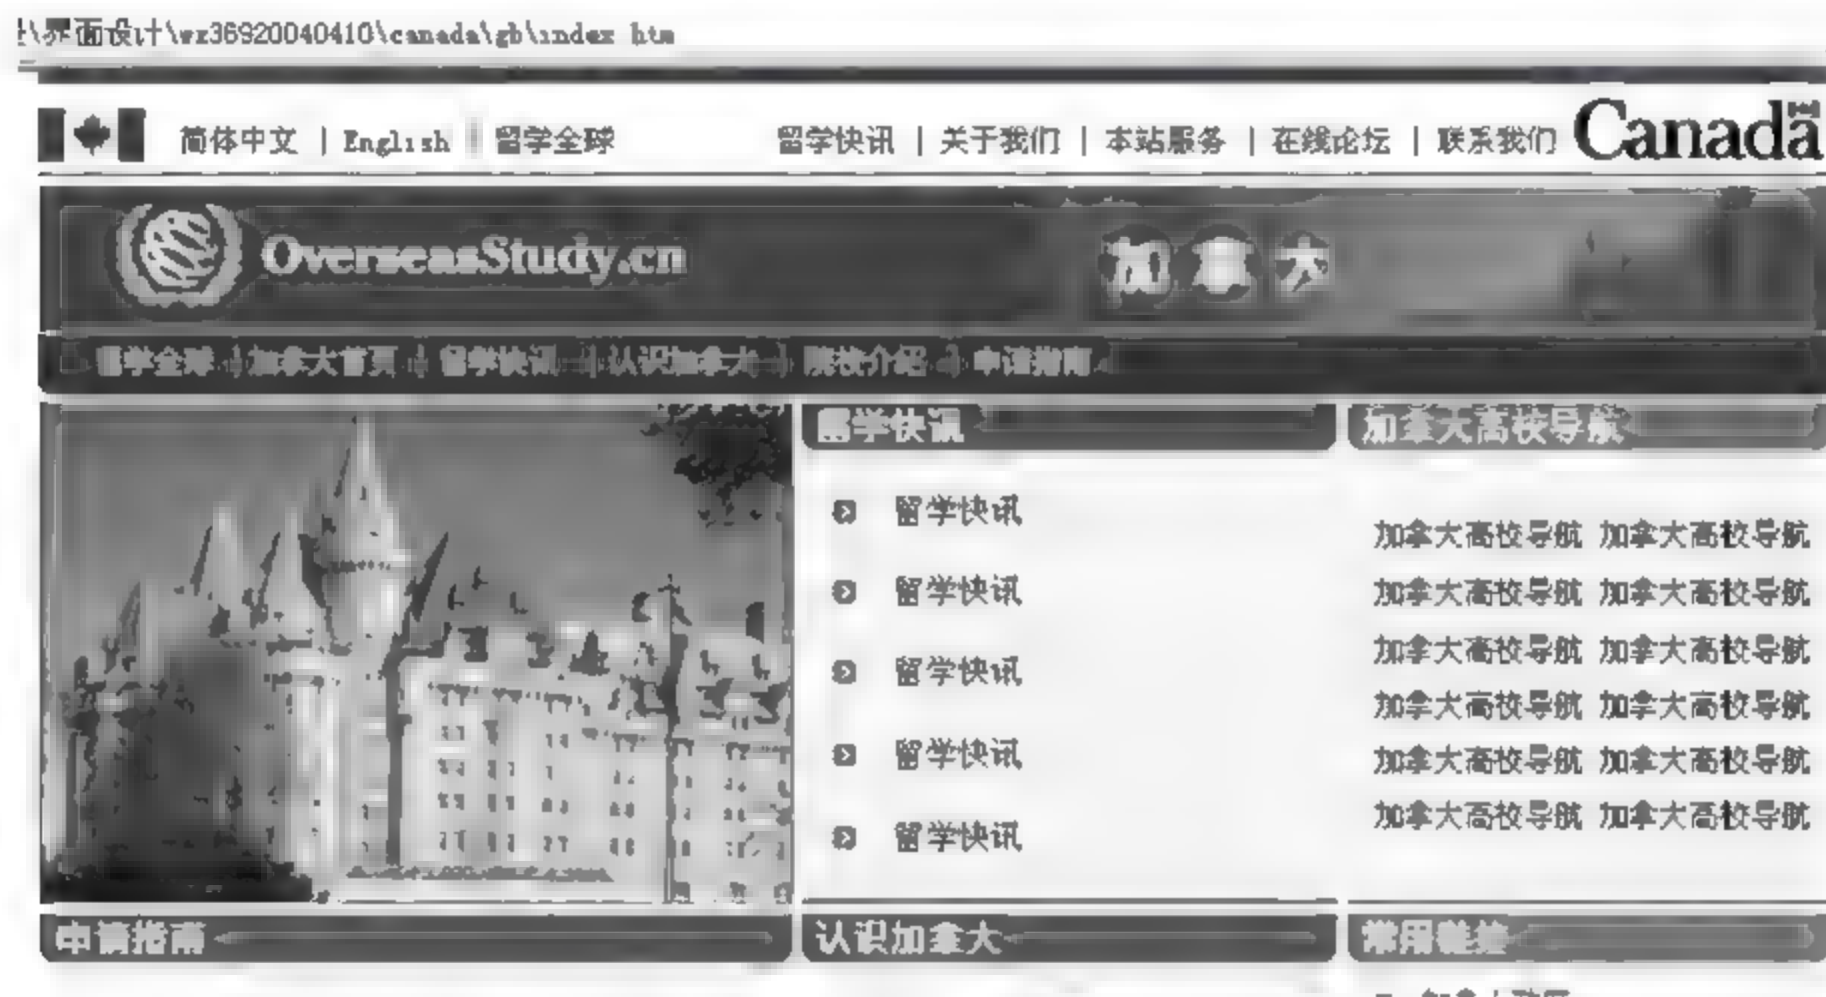 \界面设计\wz36920040410\canada\gb\index htm
简体中文 | English | 留学全球 留学快讯 | 关于我们 | 本站服务 | 在线论坛 | 联系我们 Canada
OverseasStudy.cn 加拿大
留学全球 | 加拿大首页 | 留学快讯 | 认识加拿大 | 院校介绍 | 申请指南
留学快讯 加拿大高校导航
留学快讯
加拿大高校导航 加拿大高校导航
留学快讯 加拿大高校导航 加拿大高校导航
留学快讯 加拿大高校导航 加拿大高校导航
加拿大高校导航 加拿大高校导航
留学快讯 加拿大高校导航 加拿大高校导航
留学快讯 加拿大高校导航 加拿大高校导航
申请指南 认识加拿大 常用链接